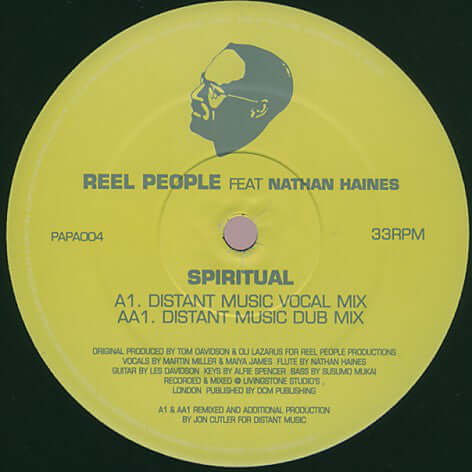 REEL PEOPLE FEAT NATHAN HAINES
PAPA004
33RPM
SPIRITUAL
A1. DISTANT MUSIC VOCAL MIX
AA1. DISTANT MUSIC DUB MIX
ORIGINAL PRODUCED BY TOM DAVIDSON & OLI LAZARUS FOR REEL PEOPLE PRODUCTIONS
VOCALS BY MARTIN MILLER & MAIYA JAMES FLUTE BY NATHAN HAINES
GUITAR BY LES DAVIDSON KEYS BY ALFIE SPENCER BASS BY SUSUMO MUKAI
RECORDED & MIXED @ LIVINGSTONE STUDIO'S ,
LONDON PUBLISHED BY DCM PUBLISHING
A1 & AA1 REMIXED AND ADDITIONAL PRODUCTION
BY JON CUTLER FOR DISTANT MUSIC